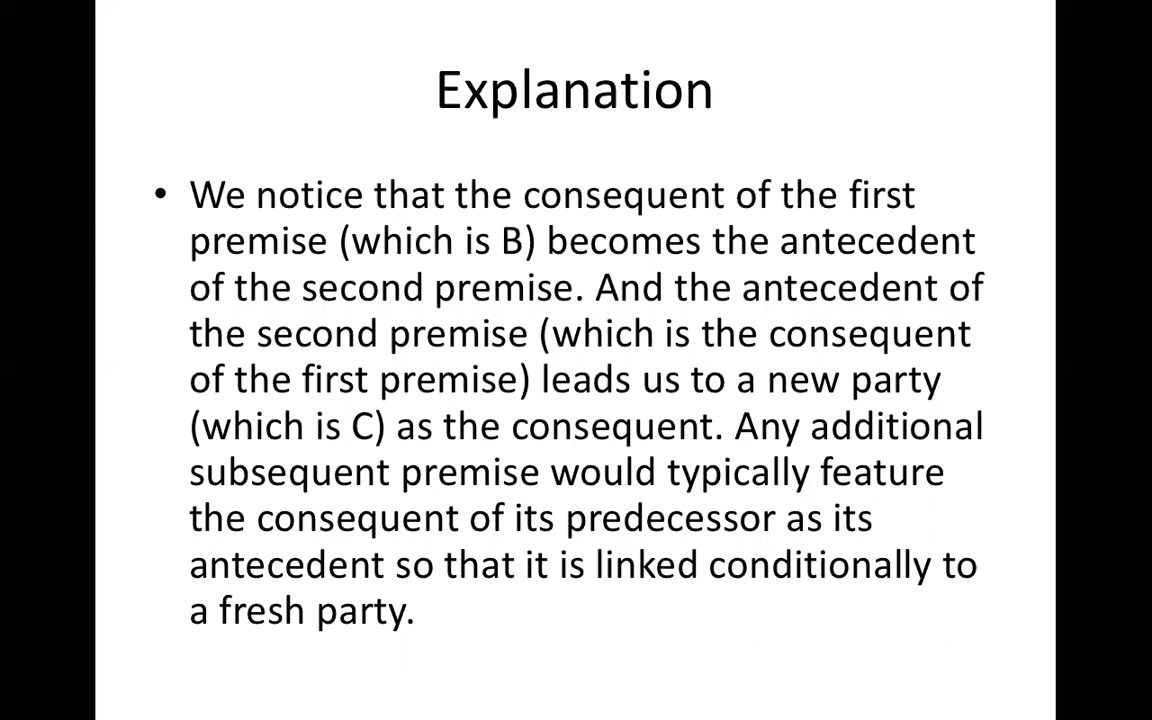 Explanation
• We notice that the consequent of the first
premise (which is B) becomes the antecedent
of the second premise. And the antecedent of
the second premise (which is the consequent
of the first premise) leads us to a new party
(which is C) as the consequent. Any additional
subsequent premise would typically feature
the consequent of its predecessor as its
antecedent so that it is linked conditionally to
a fresh party.